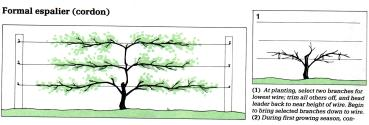 Formal espalier (cordon)
1
(1) At planting, select two branches for
lowest wire; trim all others off, and head
leader back to near height of wire. Begin
to bring selected branches down to wire.
(2) During first growing season, con-